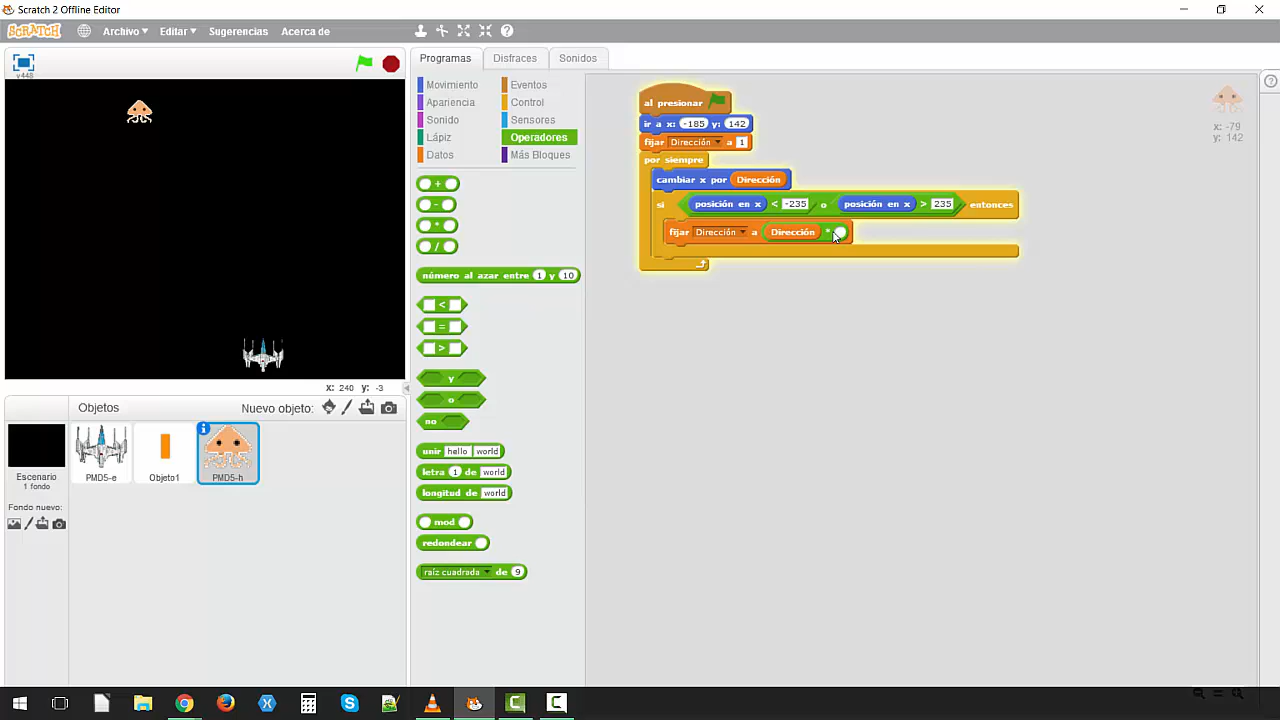 Scratch 2 Offline Editor
SCRATCH Archivo Editar Sugerencias Acerca de
v448
Programas Disfraces Sonidos
Movimiento Eventos
Apariencia Control
Sonido Sensores
Lápiz Operadores
Datos Más Bloques
+
-
*
/
número al azar entre 1 y 10
<
=
>
y
o
no
unir hello world
letra 1 de world
longitud de world
mod
redondear
raíz cuadrada de 9
al presionar
ir a x: -185 y: 142
fijar Dirección a 1
por siempre
cambiar x por Dirección
si posición en x < -235 o posición en x > 235 entonces
fijar Dirección a Dirección *
x: -79
y: 142
x: 240 y: -3
Objetos Nuevo objeto:
Escenario
1 fondo
Fondo nuevo:
PMD5-e Objeto1 PMD5-h